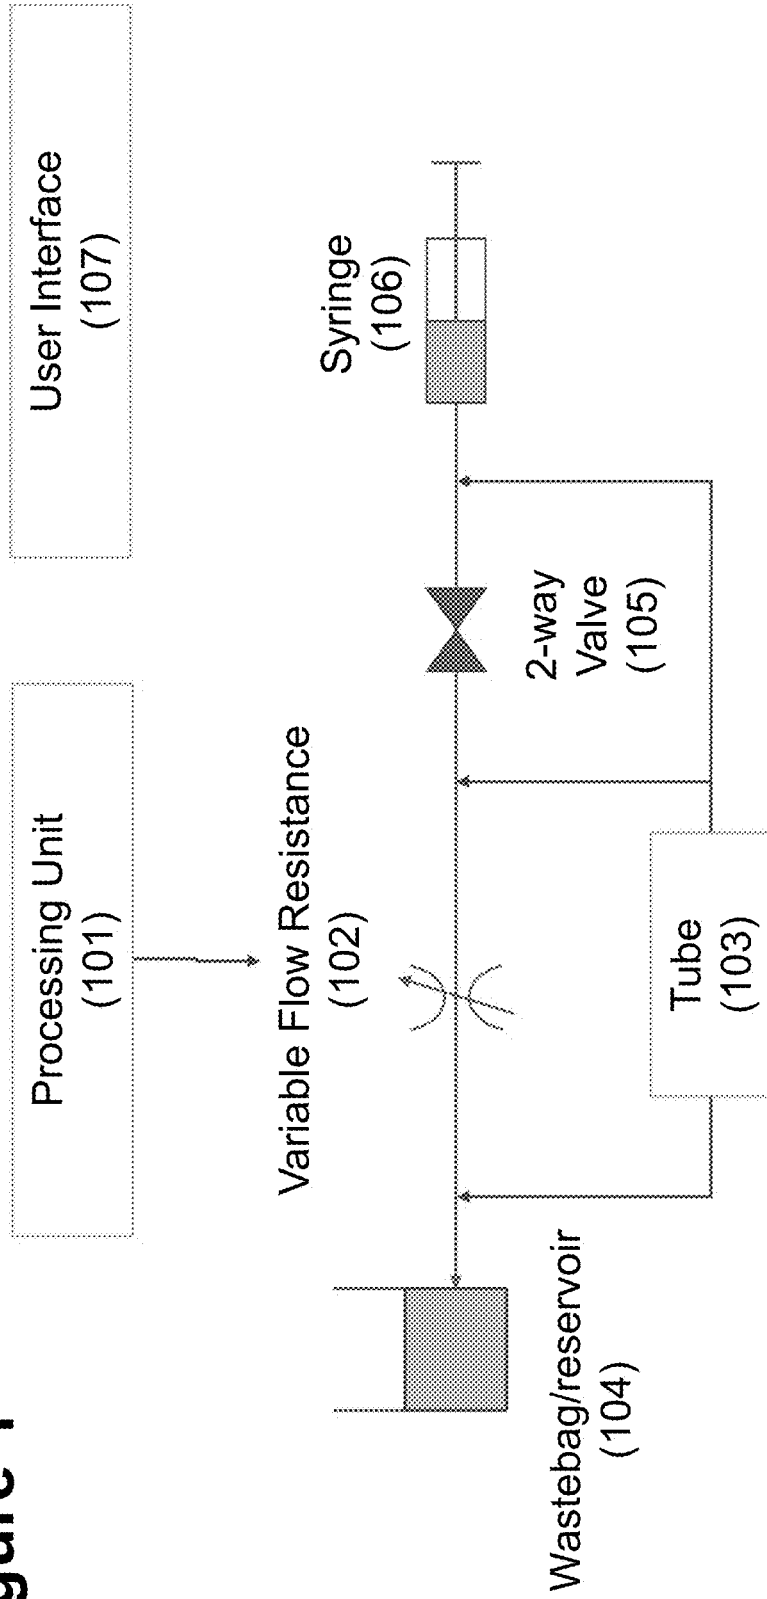 Processing Unit
(101)
User Interface
(107)
Variable Flow Resistance
(102)
Syringe
(106)
Wastebag/reservoir
(104)
2-way
Valve
(105)
Tube
(103)